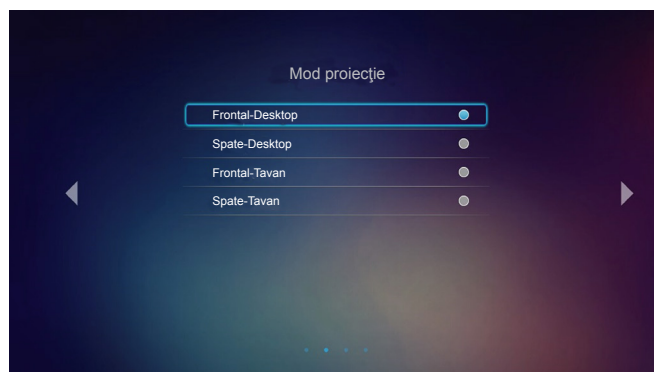 Mod proiecţie
Frontal-Desktop
Spate-Desktop
Frontal-Tavan
Spate-Tavan